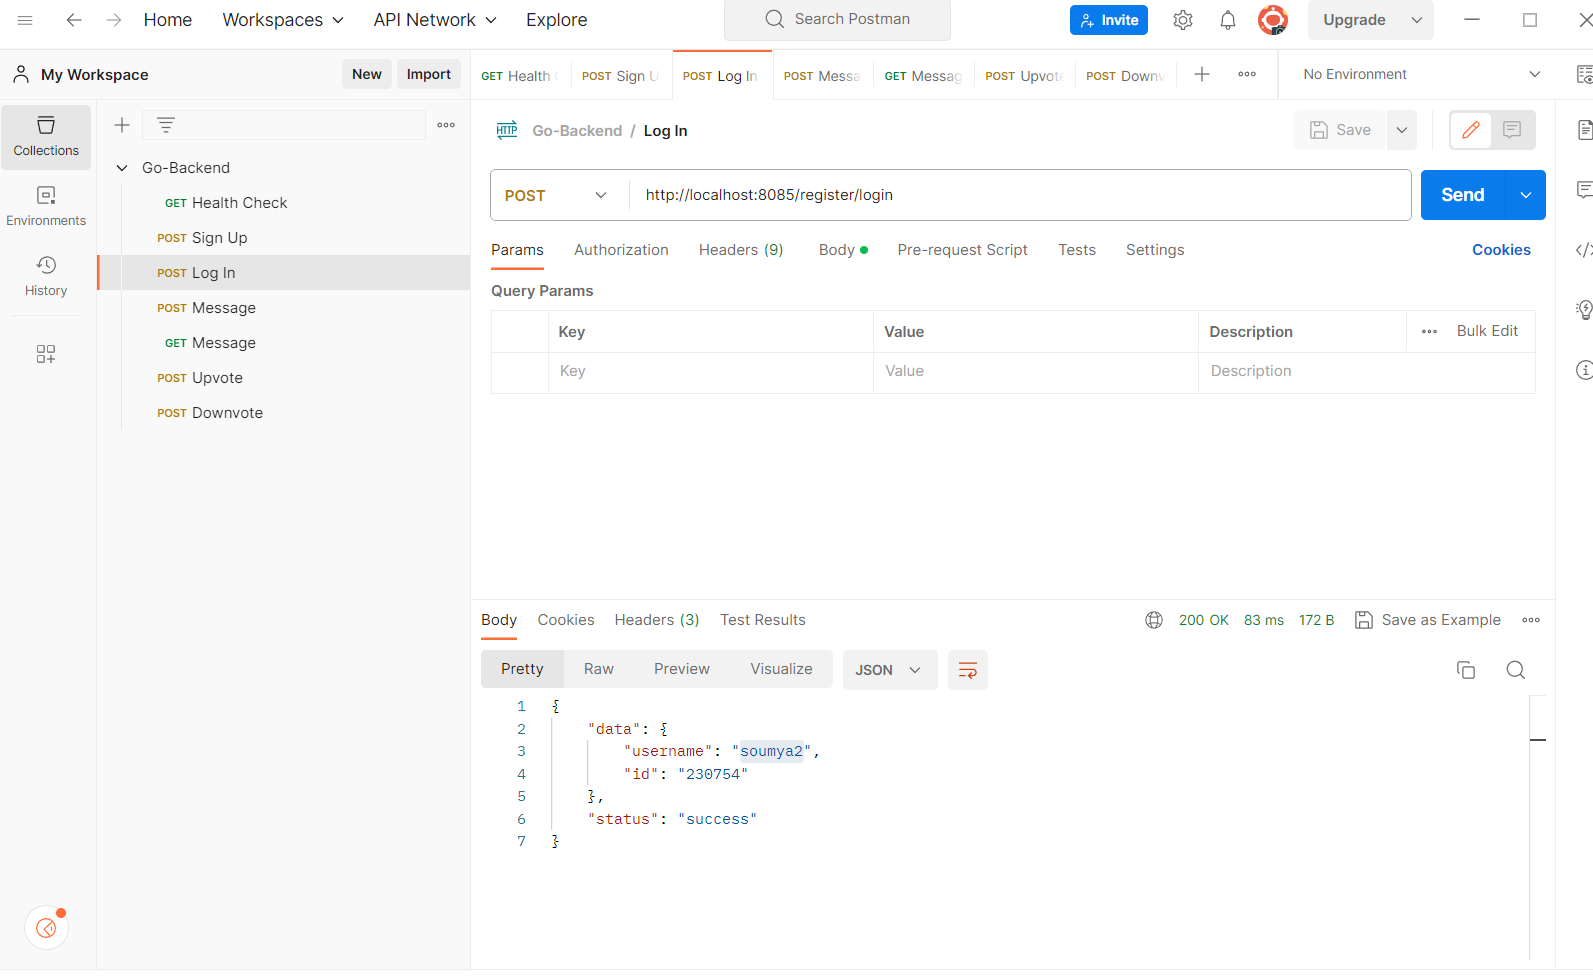 Home Workspaces API Network Explore Search Postman Invite Upgrade
My Workspace New Import GET Health POST Sign U POST Log In POST Messa GET Messag POST Upvot POST Down No Environment
Collections
Environments
History
Go-Backend
GET Health Check
POST Sign Up
POST Log In
POST Message
GET Message
POST Upvote
POST Downvote
HTTP Go-Backend / Log In Save
POST http://localhost:8085/register/login Send
Params Authorization Headers (9) Body Pre-request Script Tests Settings Cookies
Query Params
Key Value Description Bulk Edit
Key Value Description
Body Cookies Headers (3) Test Results 200 OK 83 ms 172 B Save as Example
Pretty Raw Preview Visualize JSON
1 {
2 "data": {
3 "username": "soumya2",
4 "id": "230754"
5 },
6 "status": "success"
7 }